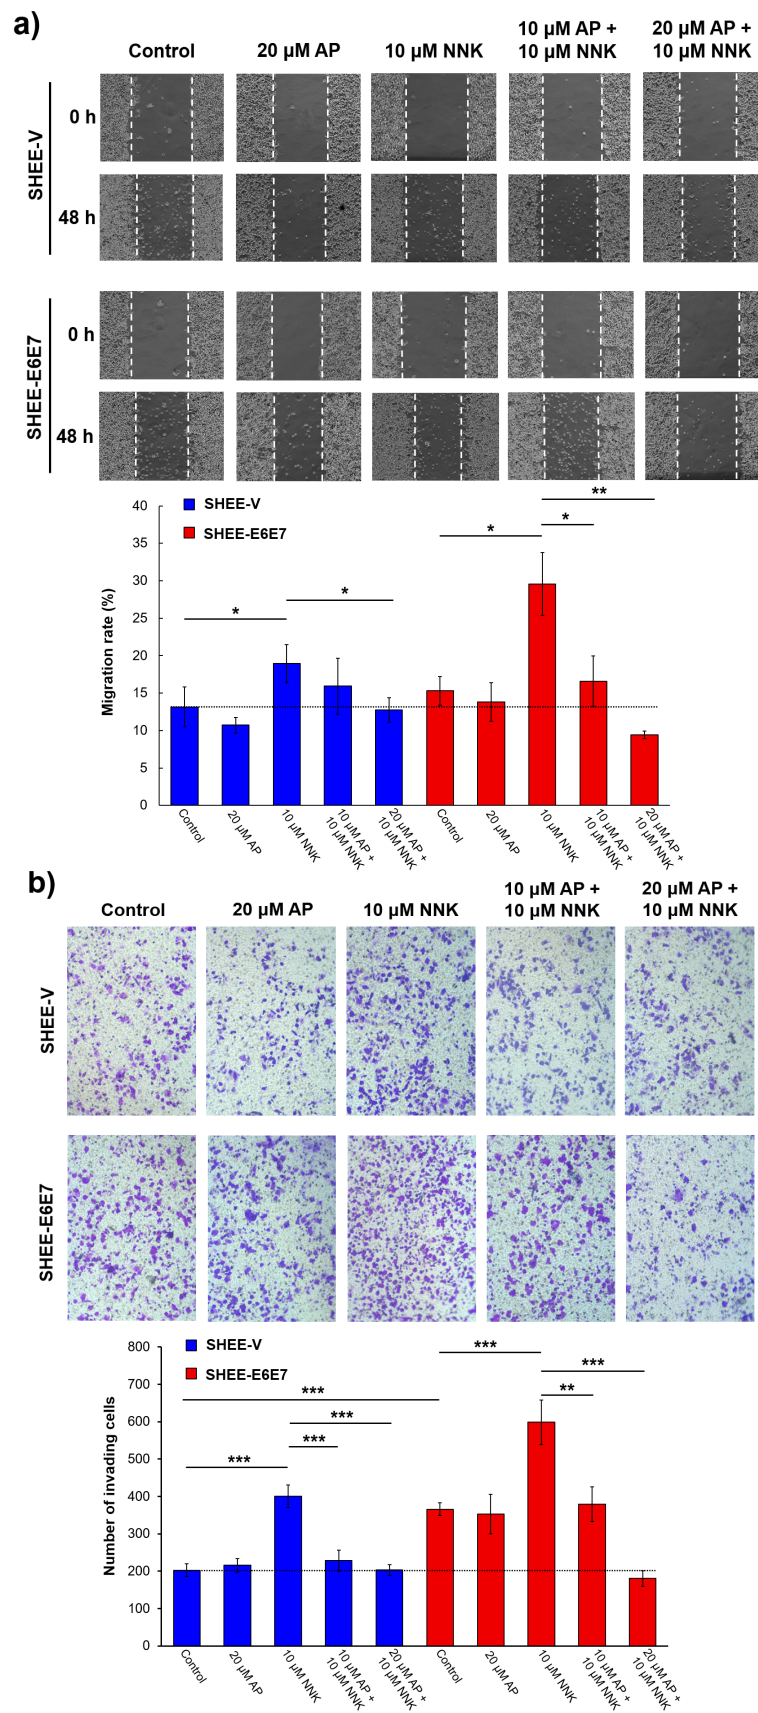 a)
Control
20 µM AP
10 µM NNK
10 µM AP +
10 µM NNK
20 µM AP +
10 µM NNK
SHEE-V
0 h
48 h
SHEE-E6E7
0 h
48 h
Migration rate (%)
40
35
30
25
20
15
10
5
0
SHEE-V
SHEE-E6E7
*
*
*
*
**
Control
20 µM AP
10 µM NNK
10 µM AP +
10 µM NNK
20 µM AP +
10 µM NNK
Control
20 µM AP
10 µM NNK
10 µM AP +
10 µM NNK
20 µM AP +
10 µM NNK
b)
Control
20 µM AP
10 µM NNK
10 µM AP +
10 µM NNK
20 µM AP +
10 µM NNK
SHEE-V
SHEE-E6E7
Number of invading cells
800
700
600
500
400
300
200
100
0
SHEE-V
SHEE-E6E7
***
***
***
***
***
***
**
Control
20 µM AP
10 µM NNK
10 µM AP +
10 µM NNK
20 µM AP +
10 µM NNK
Control
20 µM AP
10 µM NNK
10 µM AP +
10 µM NNK
20 µM AP +
10 µM NNK